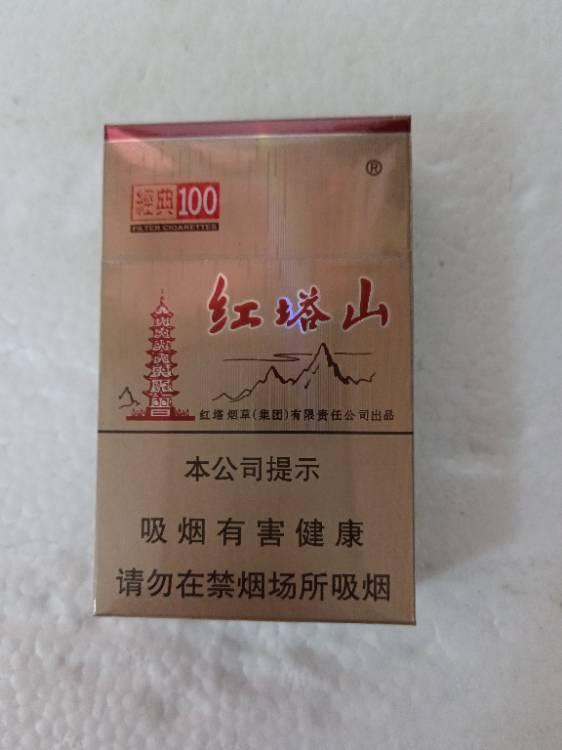 ®
經典100
FILTER CIGARETTES
红塔山
红塔烟草(集团)有限责任公司出品
本公司提示
吸烟有害健康
请勿在禁烟场所吸烟